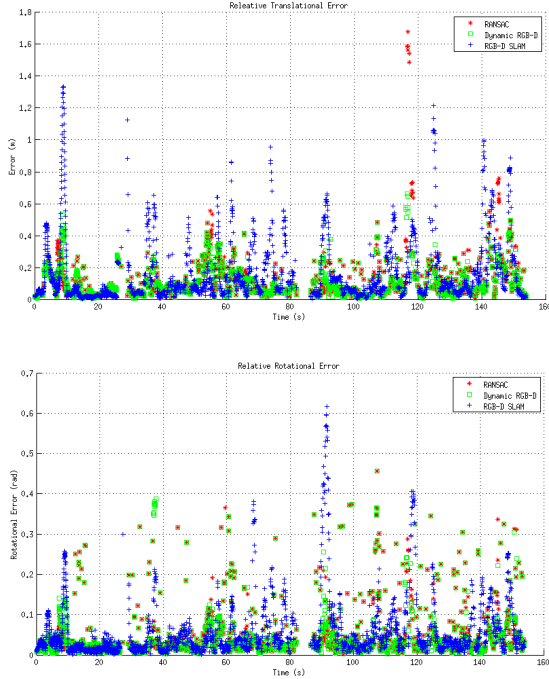 Releative Translational Error
RANSAC
Dynamic RGB-D
RGB-D SLAM
Error (m)
1,8
1,6
1,4
1,2
1
0,8
0,6
0,4
0,2
0
0 20 40 60 80 100 120 140 160
Time (s)
Relative Rotational Error
RANSAC
Dynamic RGB-D
RGB-D SLAM
Rotational Error (rad)
0,7
0,6
0,5
0,4
0,3
0,2
0,1
0
0 20 40 60 80 100 120 140 160
Time (s)